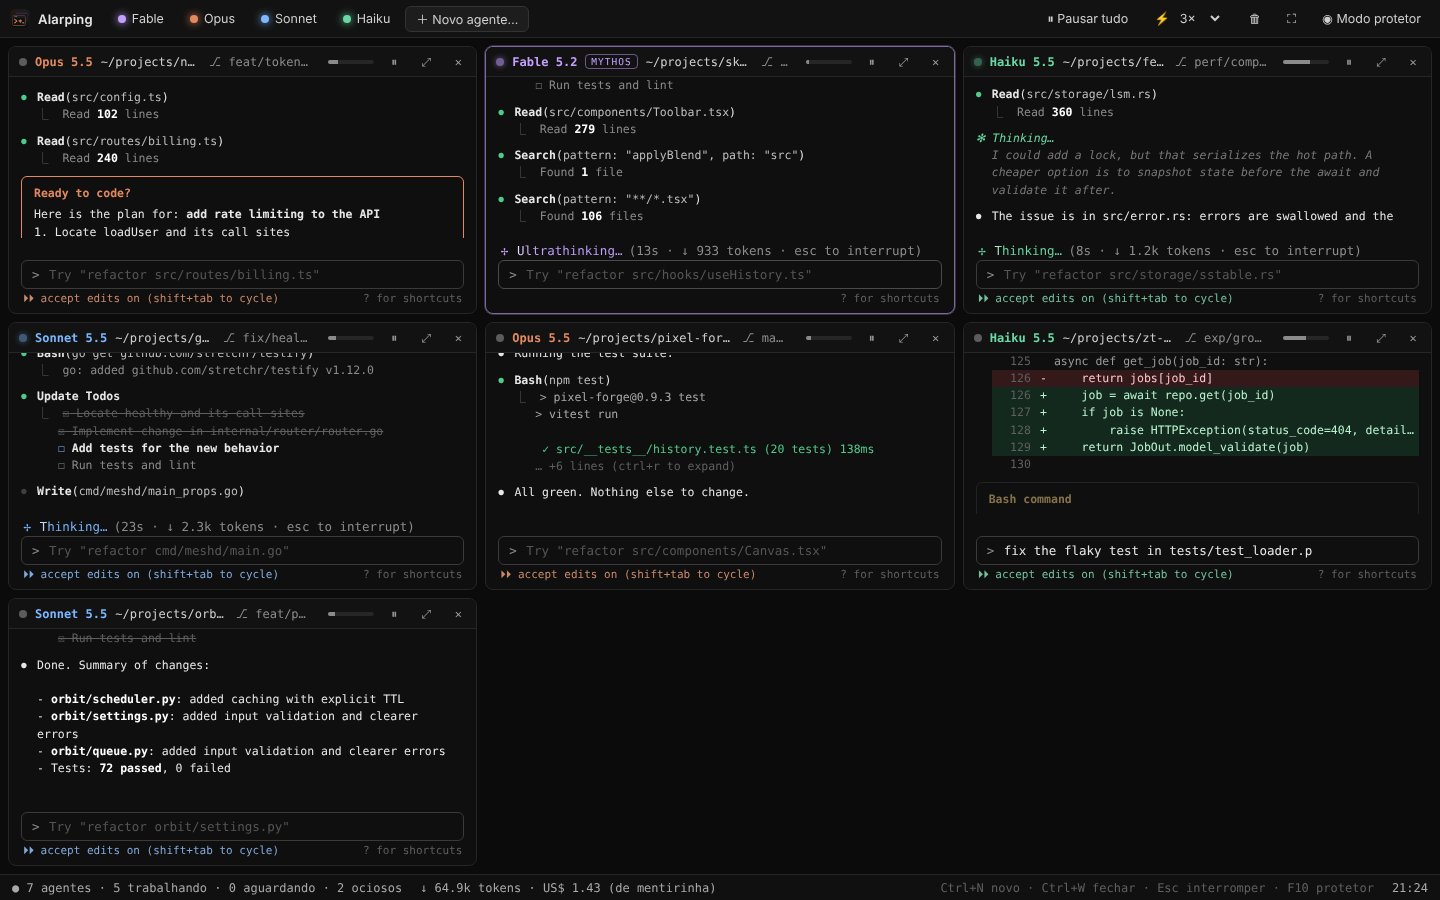 Alarping
Fable
Opus
Sonnet
Haiku
+ Novo agente...
⏸ Pausar tudo
⚡ 3×
◉ Modo protetor
Opus 5.5 ~/projects/n… ⎇ feat/token…
● Read(src/config.ts)
⎿ Read 102 lines
● Read(src/routes/billing.ts)
⎿ Read 240 lines
Ready to code?
Here is the plan for: add rate limiting to the API
1. Locate loadUser and its call sites
> Try "refactor src/routes/billing.ts"
⏵⏵ accept edits on (shift+tab to cycle)
? for shortcuts
Fable 5.2 MYTHOS ~/projects/sk… ⎇ …
☐ Run tests and lint
● Read(src/components/Toolbar.tsx)
⎿ Read 279 lines
● Search(pattern: "applyBlend", path: "src")
⎿ Found 1 file
● Search(pattern: "**/*.tsx")
⎿ Found 106 files
✢ Ultrathinking… (13s · ↓ 933 tokens · esc to interrupt)
> Try "refactor src/hooks/useHistory.ts"
? for shortcuts
Haiku 5.5 ~/projects/fe… ⎇ perf/comp…
● Read(src/storage/lsm.rs)
⎿ Read 360 lines
✻ Thinking…
I could add a lock, but that serializes the hot path. A
cheaper option is to snapshot state before the await and
validate it after.
● The issue is in src/error.rs: errors are swallowed and the
✢ Thinking… (8s · ↓ 1.2k tokens · esc to interrupt)
> Try "refactor src/storage/sstable.rs"
⏵⏵ accept edits on (shift+tab to cycle)
? for shortcuts
Sonnet 5.5 ~/projects/g… ⎇ fix/heal…
● Bash(go get github.com/stretchr/testify)
⎿ go: added github.com/stretchr/testify v1.12.0
● Update Todos
⎿ ☒ Locate healthy and its call sites
☒ Implement change in internal/router/router.go
☐ Add tests for the new behavior
☐ Run tests and lint
● Write(cmd/meshd/main_props.go)
✢ Thinking… (23s · ↓ 2.3k tokens · esc to interrupt)
> Try "refactor cmd/meshd/main.go"
⏵⏵ accept edits on (shift+tab to cycle)
? for shortcuts
Opus 5.5 ~/projects/pixel-for… ⎇ ma…
● Running the test suite.
● Bash(npm test)
⎿ > pixel-forge@0.9.3 test
> vitest run
✓ src/__tests__/history.test.ts (20 tests) 138ms
… +6 lines (ctrl+r to expand)
● All green. Nothing else to change.
> Try "refactor src/components/Canvas.tsx"
⏵⏵ accept edits on (shift+tab to cycle)
? for shortcuts
Haiku 5.5 ~/projects/zt-… ⎇ exp/gro…
125 async def get_job(job_id: str):
126 - return jobs[job_id]
126 + job = await repo.get(job_id)
127 + if job is None:
128 + raise HTTPException(status_code=404, detail…
129 + return JobOut.model_validate(job)
130
Bash command
> fix the flaky test in tests/test_loader.p
⏵⏵ accept edits on (shift+tab to cycle)
? for shortcuts
Sonnet 5.5 ~/projects/orb… ⎇ feat/p…
☒ Run tests and lint
● Done. Summary of changes:
- orbit/scheduler.py: added caching with explicit TTL
- orbit/settings.py: added input validation and clearer
errors
- orbit/queue.py: added input validation and clearer errors
- Tests: 72 passed, 0 failed
> Try "refactor orbit/settings.py"
⏵⏵ accept edits on (shift+tab to cycle)
? for shortcuts
● 7 agentes · 5 trabalhando · 0 aguardando · 2 ociosos ↓ 64.9k tokens · US$ 1.43 (de mentirinha)
Ctrl+N novo · Ctrl+W fechar · Esc interromper · F10 protetor
21:24